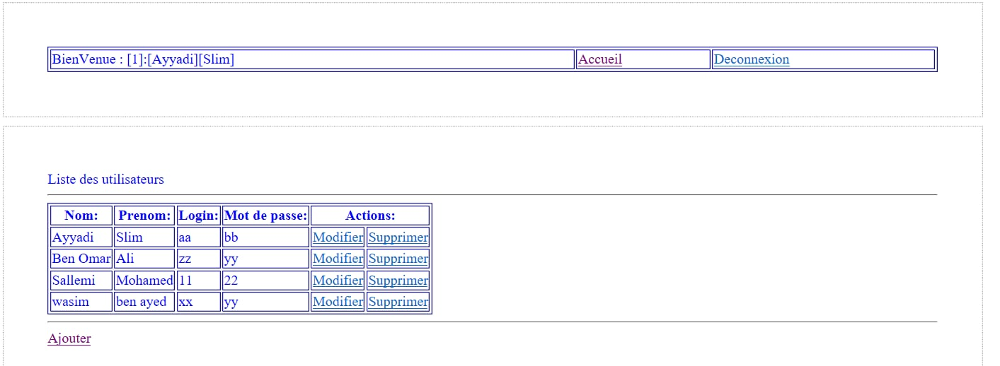 BienVenue : [1]:[Ayyadi][Slim] Accueil Deconnexion
Liste des utilisateurs
Nom: Prenom: Login: Mot de passe: Actions:
Ayyadi Slim aa bb Modifier Supprimer
Ben Omar Ali zz yy Modifier Supprimer
Sallemi Mohamed 11 22 Modifier Supprimer
wasim ben ayed xx yy Modifier Supprimer
Ajouter